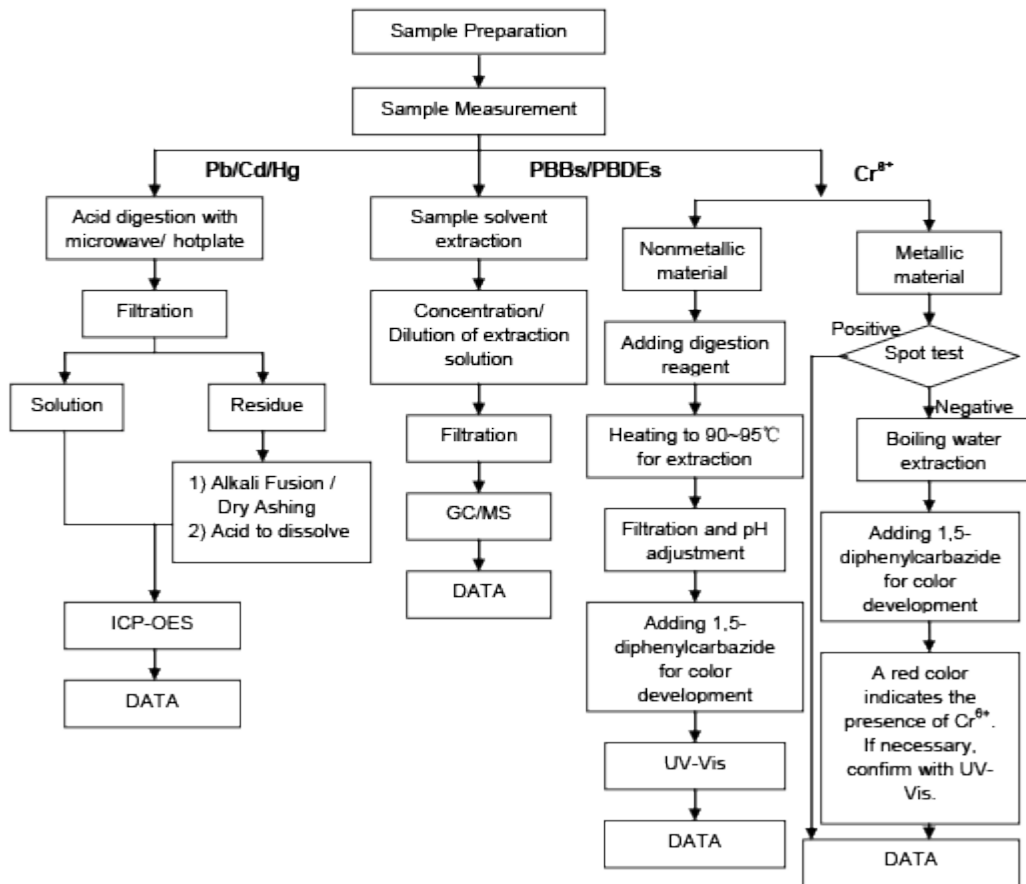 Sample Preparation
Sample Measurement
Pb/Cd/Hg
PBBs/PBDEs
Cr⁶⁺
Acid digestion with
microwave/ hotplate
Filtration
Solution
Residue
1) Alkali Fusion /
Dry Ashing
2) Acid to dissolve
ICP-OES
DATA
Sample solvent
extraction
Concentration/
Dilution of extraction
solution
Filtration
GC/MS
DATA
Nonmetallic
material
Adding digestion
reagent
Heating to 90~95℃
for extraction
Filtration and pH
adjustment
Adding 1,5-
diphenylcarbazide
for color
development
UV-Vis
DATA
Metallic
material
Positive
Spot test
Negative
Boiling water
extraction
Adding 1,5-
diphenylcarbazide
for color
development
A red color
indicates the
presence of Cr⁶⁺.
If necessary,
confirm with UV-
Vis.
DATA